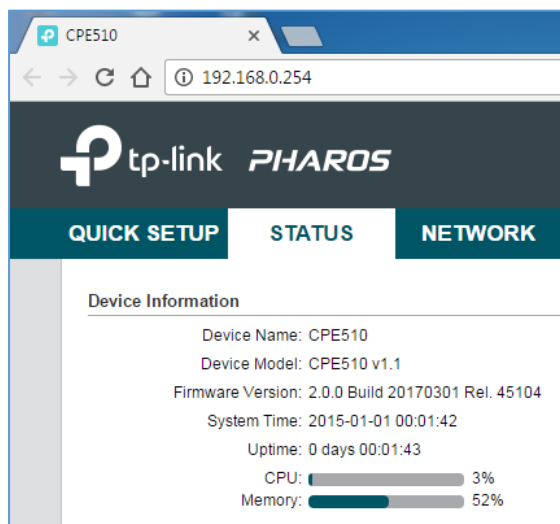 CPE510
192.168.0.254
tp-link PHAROS
QUICK SETUP STATUS NETWORK
Device Information
Device Name: CPE510
Device Model: CPE510 v1.1
Firmware Version: 2.0.0 Build 20170301 Rel. 45104
System Time: 2015-01-01 00:01:42
Uptime: 0 days 00:01:43
CPU: 3%
Memory: 52%